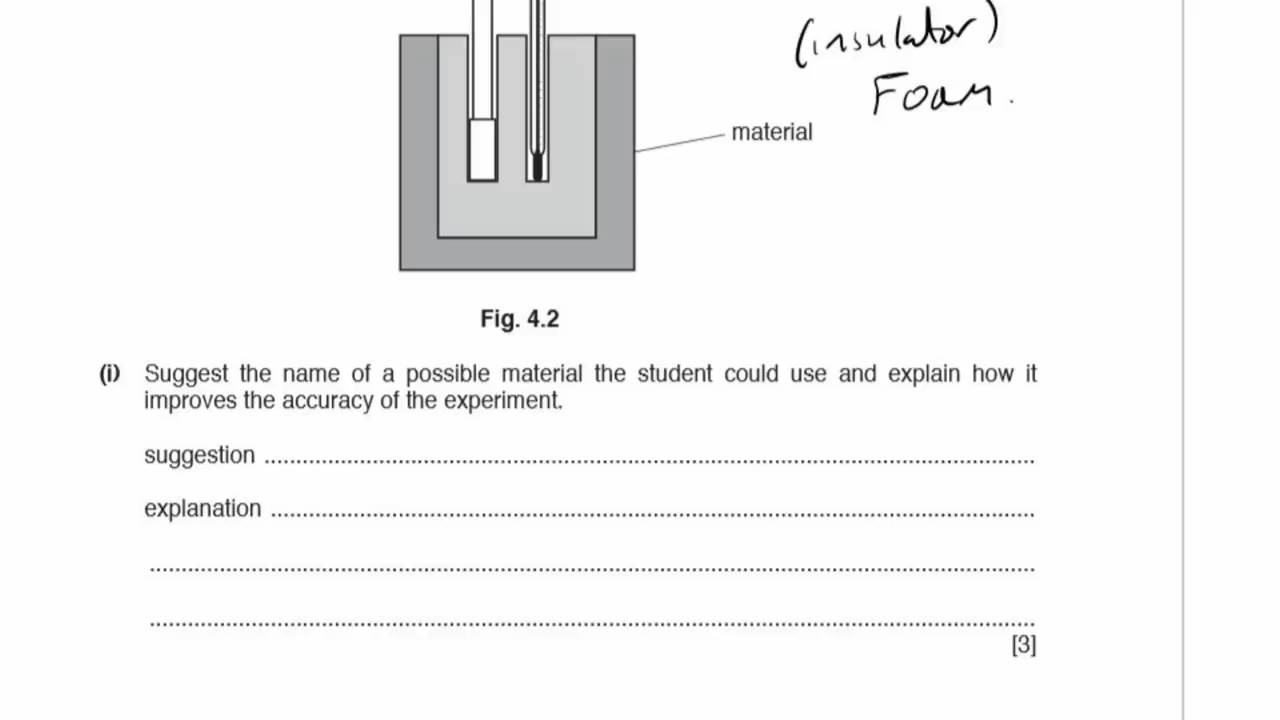 (insulator)
Foam.
material
Fig. 4.2
(i) Suggest the name of a possible material the student could use and explain how it
improves the accuracy of the experiment.
suggestion ........................................................................................................................
explanation ........................................................................................................................
........................................................................................................................
........................................................................................................................
[3]